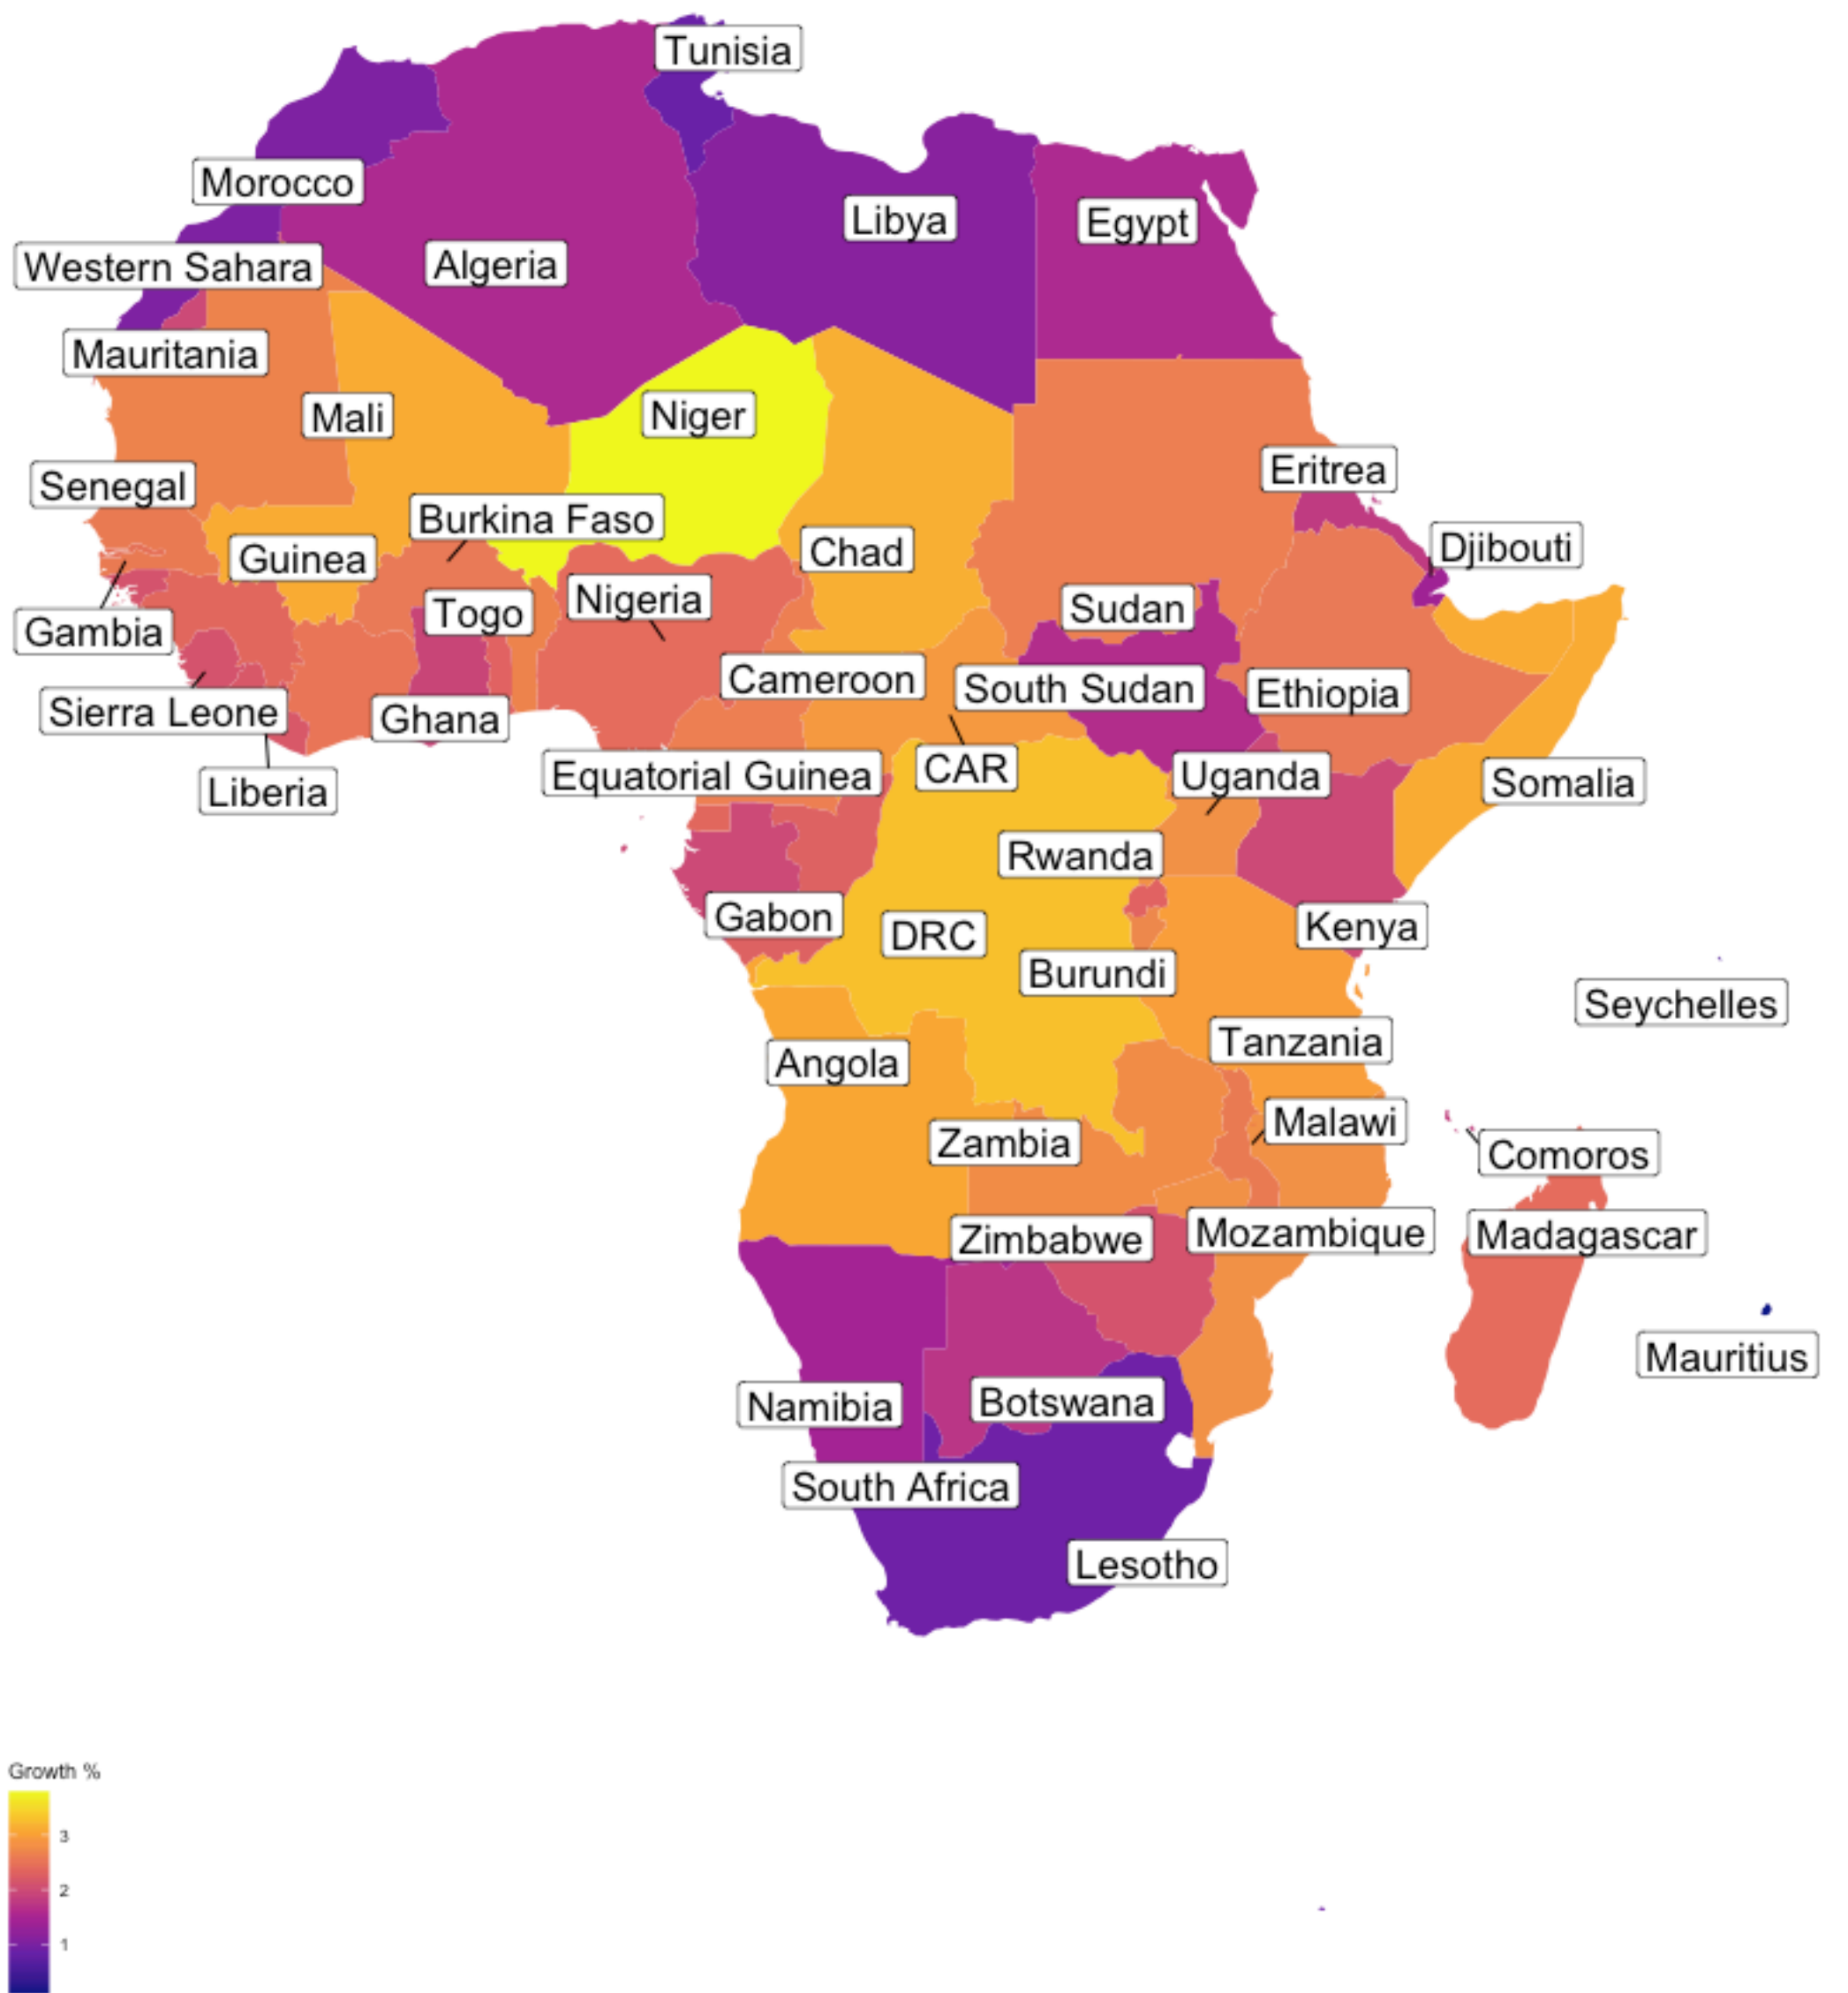 Tunisia
Morocco
Libya
Egypt
Western Sahara
Algeria
Mauritania
Mali
Niger
Eritrea
Senegal
Burkina Faso
Djibouti
Guinea
Chad
Nigeria
Togo
Sudan
Gambia
Cameroon
South Sudan
Ethiopia
Sierra Leone
Ghana
CAR
Equatorial Guinea
Uganda
Somalia
Liberia
Rwanda
Gabon
DRC
Kenya
Burundi
Seychelles
Tanzania
Angola
Malawi
Zambia
Comoros
Mozambique
Madagascar
Zimbabwe
Mauritius
Botswana
Namibia
South Africa
Lesotho
Growth %
3
2
1